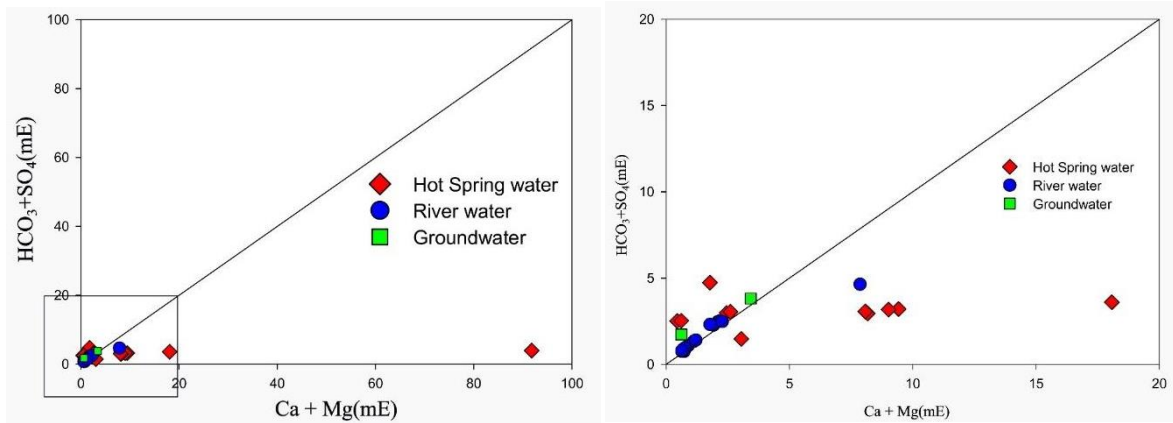 100
80
60
40
20
0
HCO₃+SO₄(mE)
0 20 40 60 80 100
Ca + Mg(mE)
Hot Spring water
River water
Groundwater
20
15
10
5
0
HCO₃+SO₄(mE)
0 5 10 15 20
Ca + Mg(mE)
Hot Spring water
River water
Groundwater